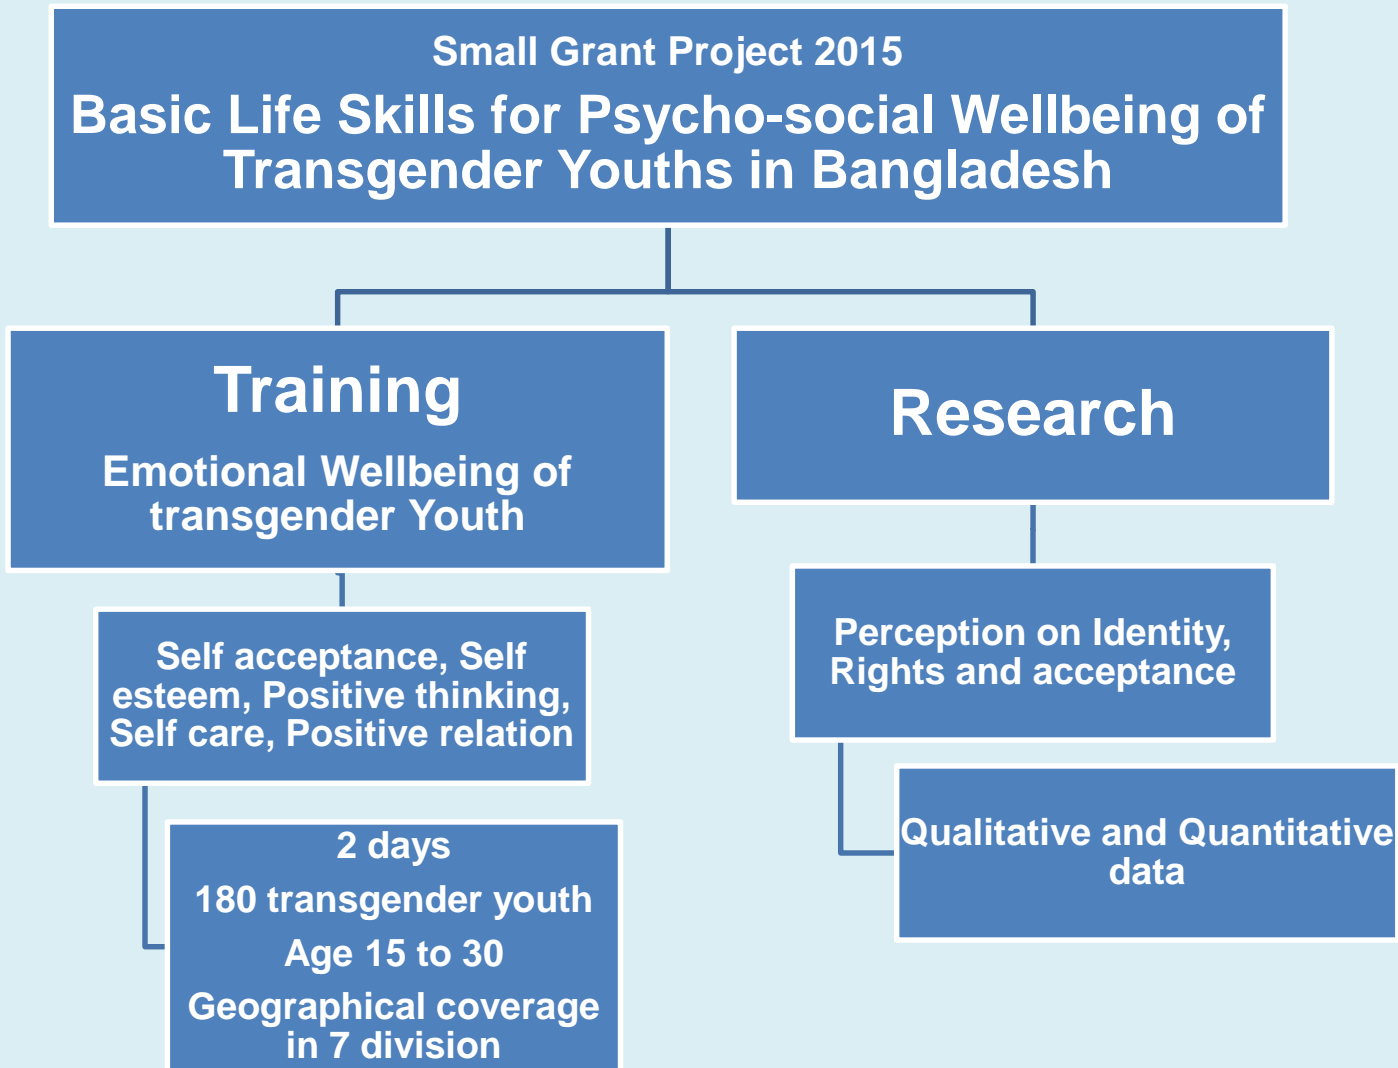 Small Grant Project 2015
Basic Life Skills for Psycho-social Wellbeing of
Transgender Youths in Bangladesh
Training
Emotional Wellbeing of
transgender Youth
Self acceptance, Self
esteem, Positive thinking,
Self care, Positive relation
2 days
180 transgender youth
Age 15 to 30
Geographical coverage
in 7 division
Research
Perception on Identity,
Rights and acceptance
Qualitative and Quantitative
data